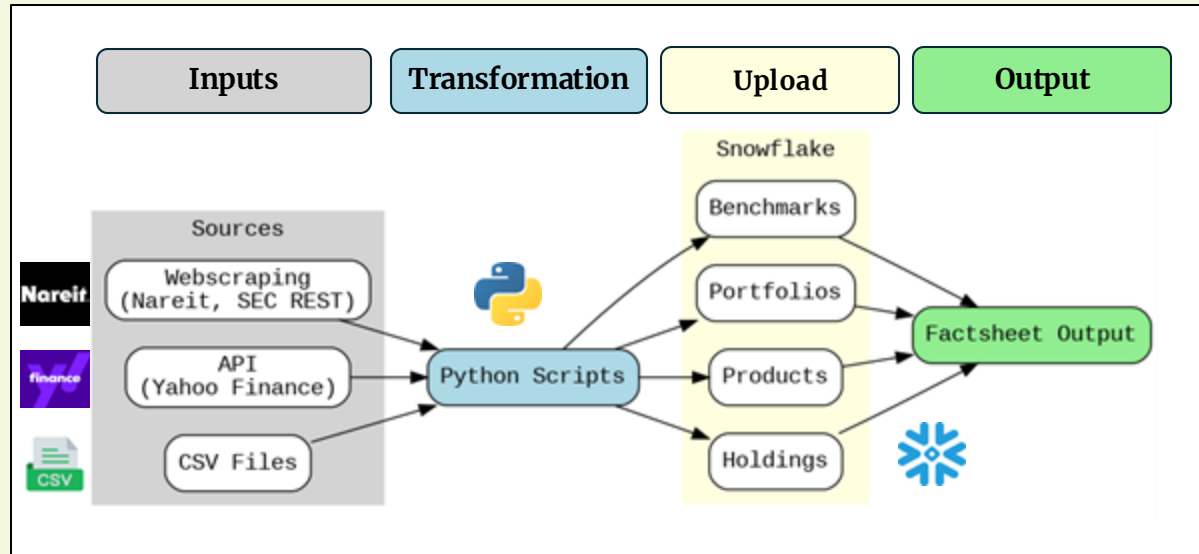 Inputs
Transformation
Upload
Output
Sources
Webscraping
(Nareit, SEC REST)
API
(Yahoo Finance)
CSV Files
Nareit
y!
finance
CSV
Python Scripts
Snowflake
Benchmarks
Portfolios
Products
Holdings
Factsheet Output